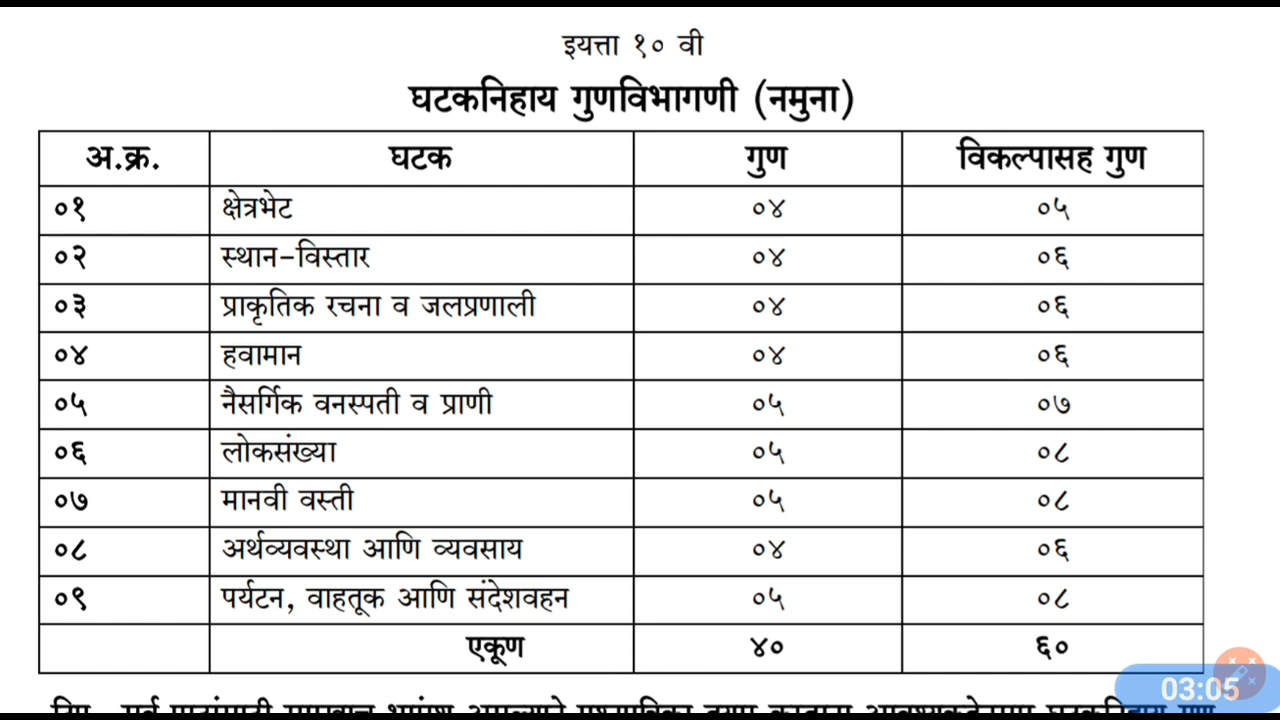 इयत्ता १० वी
घटकनिहाय गुणविभागणी (नमुना)
अ.क्र. घटक गुण विकल्पासह गुण
०१ क्षेत्रभेट ०४ ०५
०२ स्थान-विस्तार ०४ ०६
०३ प्राकृतिक रचना व जलप्रणाली ०४ ०६
०४ हवामान ०४ ०६
०५ नैसर्गिक वनस्पती व प्राणी ०५ ०७
०६ लोकसंख्या ०५ ०८
०७ मानवी वस्ती ०५ ०८
०८ अर्थव्यवस्था आणि व्यवसाय ०४ ०६
०९ पर्यटन, वाहतूक आणि संदेशवहन ०५ ०८
एकूण ४० ६०
03:05